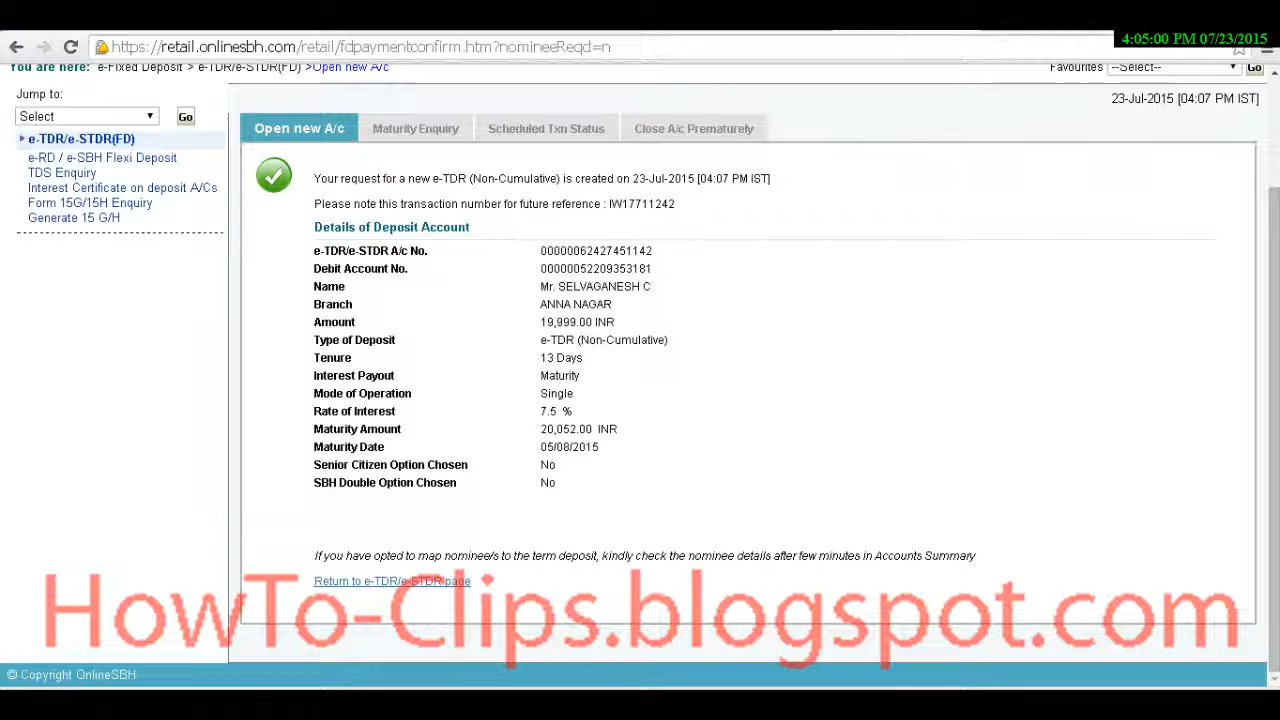 https://retail.onlinesbh.com/retail/fdpaymentconfirm.htm?nomineeReqd=n
4:05:00 PM 07/23/2015
You are here: e-Fixed Deposit > e-TDR/e-STDR(FD) >Open new A/c
Favourites --Select-- Go
Jump to:
23-Jul-2015 [04:07 PM IST]
Select Go
Open new A/c Maturity Enquiry Scheduled Txn Status Close A/c Prematurely
e-TDR/e-STDR(FD)
e-RD / e-SBH Flexi Deposit
TDS Enquiry
Interest Certificate on deposit A/Cs
Form 15G/15H Enquiry
Generate 15 G/H
Your request for a new e-TDR (Non-Cumulative) is created on 23-Jul-2015 [04:07 PM IST]
Please note this transaction number for future reference : IW17711242
Details of Deposit Account
e-TDR/e-STDR A/c No. 00000062427451142
Debit Account No. 00000052209353181
Name Mr. SELVAGANESH C
Branch ANNA NAGAR
Amount 19,999.00 INR
Type of Deposit e-TDR (Non-Cumulative)
Tenure 13 Days
Interest Payout Maturity
Mode of Operation Single
Rate of Interest 7.5 %
Maturity Amount 20,052.00 INR
Maturity Date 05/08/2015
Senior Citizen Option Chosen No
SBH Double Option Chosen No
If you have opted to map nominee/s to the term deposit, kindly check the nominee details after few minutes in Accounts Summary
Return to e-TDR/e-STDR page
HowTo-Clips.blogspot.com
© Copyright OnlineSBH